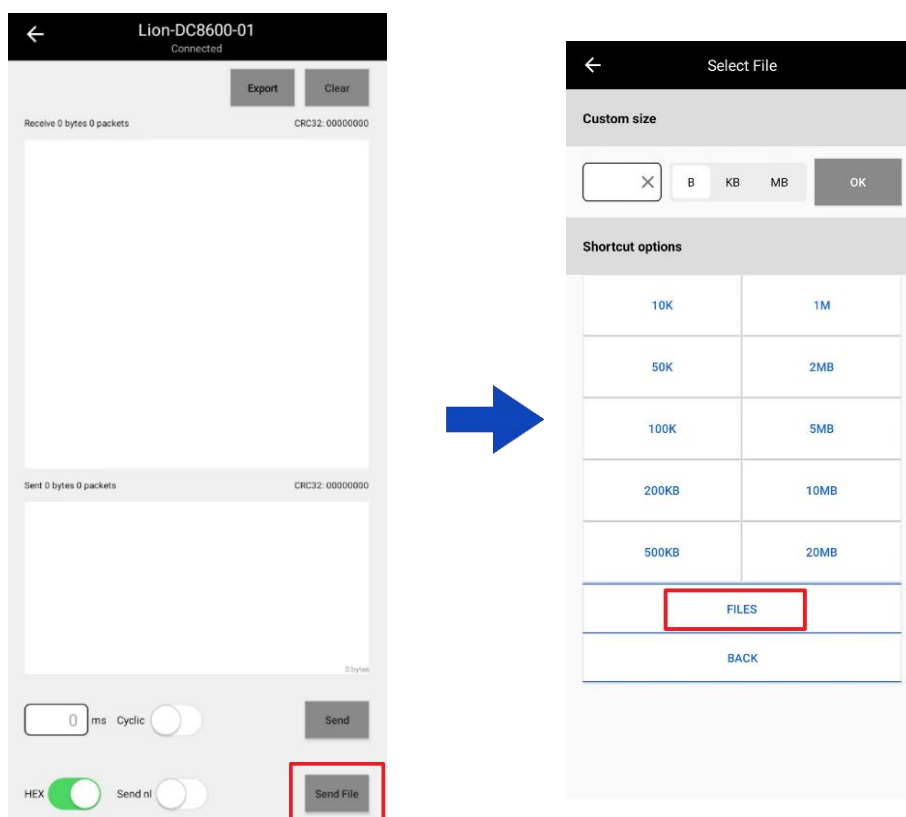 Lion-DC8600-01
Connected
Export Clear
Receive 0 bytes 0 packets CRC32: 00000000
Sent 0 bytes 0 packets CRC32: 00000000
0 bytes
0 ms Cyclic Send
HEX Send nl Send File
Select File
Custom size
B KB MB OK
Shortcut options
10K 1M
50K 2MB
100K 5MB
200KB 10MB
500KB 20MB
FILES
BACK